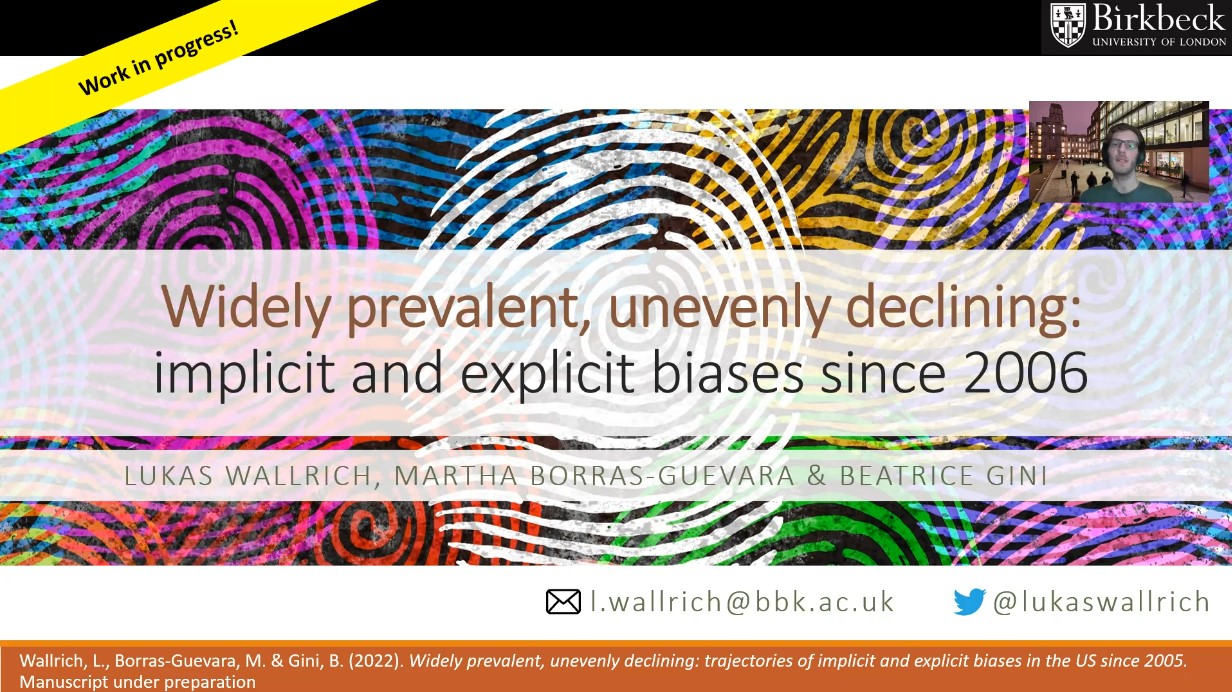 Work in progress!
Birkbeck
UNIVERSITY OF LONDON
Widely prevalent, unevenly declining:
implicit and explicit biases since 2006
LUKAS WALLRICH, MARTHA BORRAS-GUEVARA & BEATRICE GINI
l.wallrich@bbk.ac.uk @lukaswallrich
Wallrich, L., Borras-Guevara, M. & Gini, B. (2022). Widely prevalent, unevenly declining: trajectories of implicit and explicit biases in the US since 2005.
Manuscript under preparation